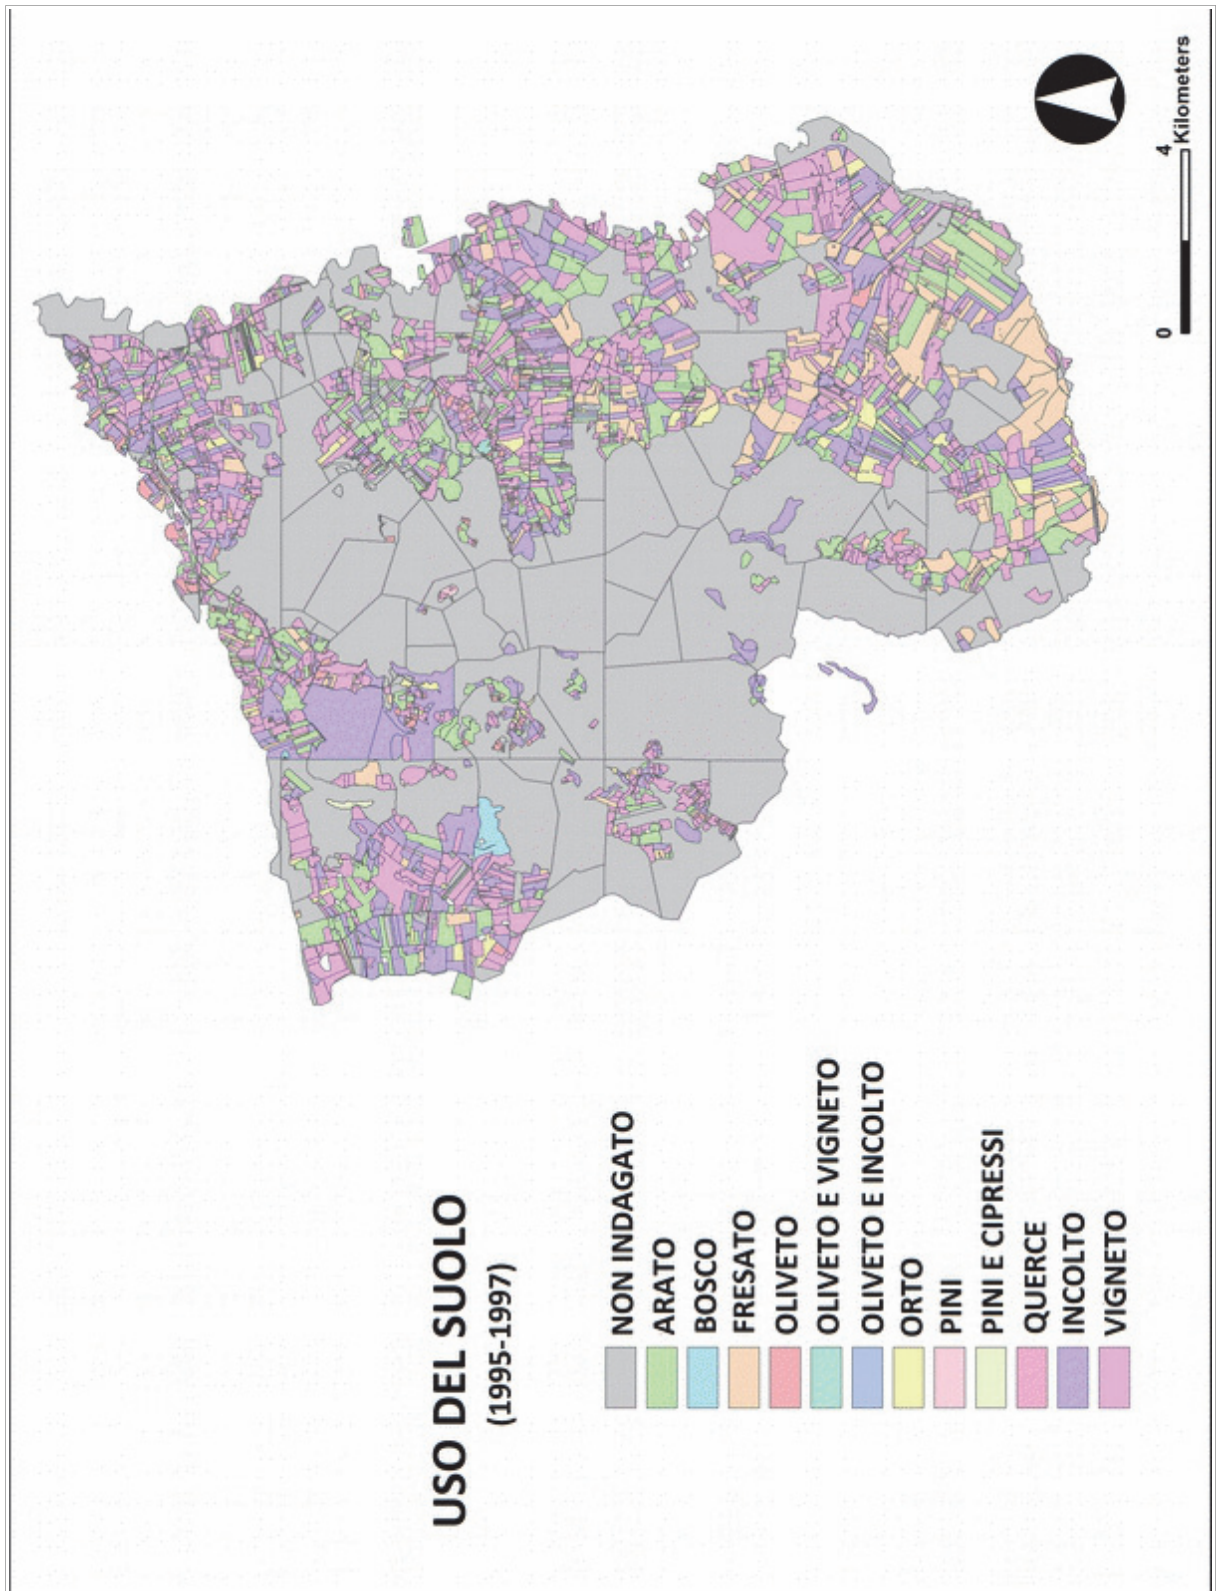 USO DEL SUOLO
(1995-1997)
NON INDAGATO
ARATO
BOSCO
FRESATO
OLIVETO
OLIVETO E VIGNETO
OLIVETO E INCOLTO
ORTO
PINI
PINI E CIPRESSI
QUERCE
INCOLTO
VIGNETO
0 4
Kilometers